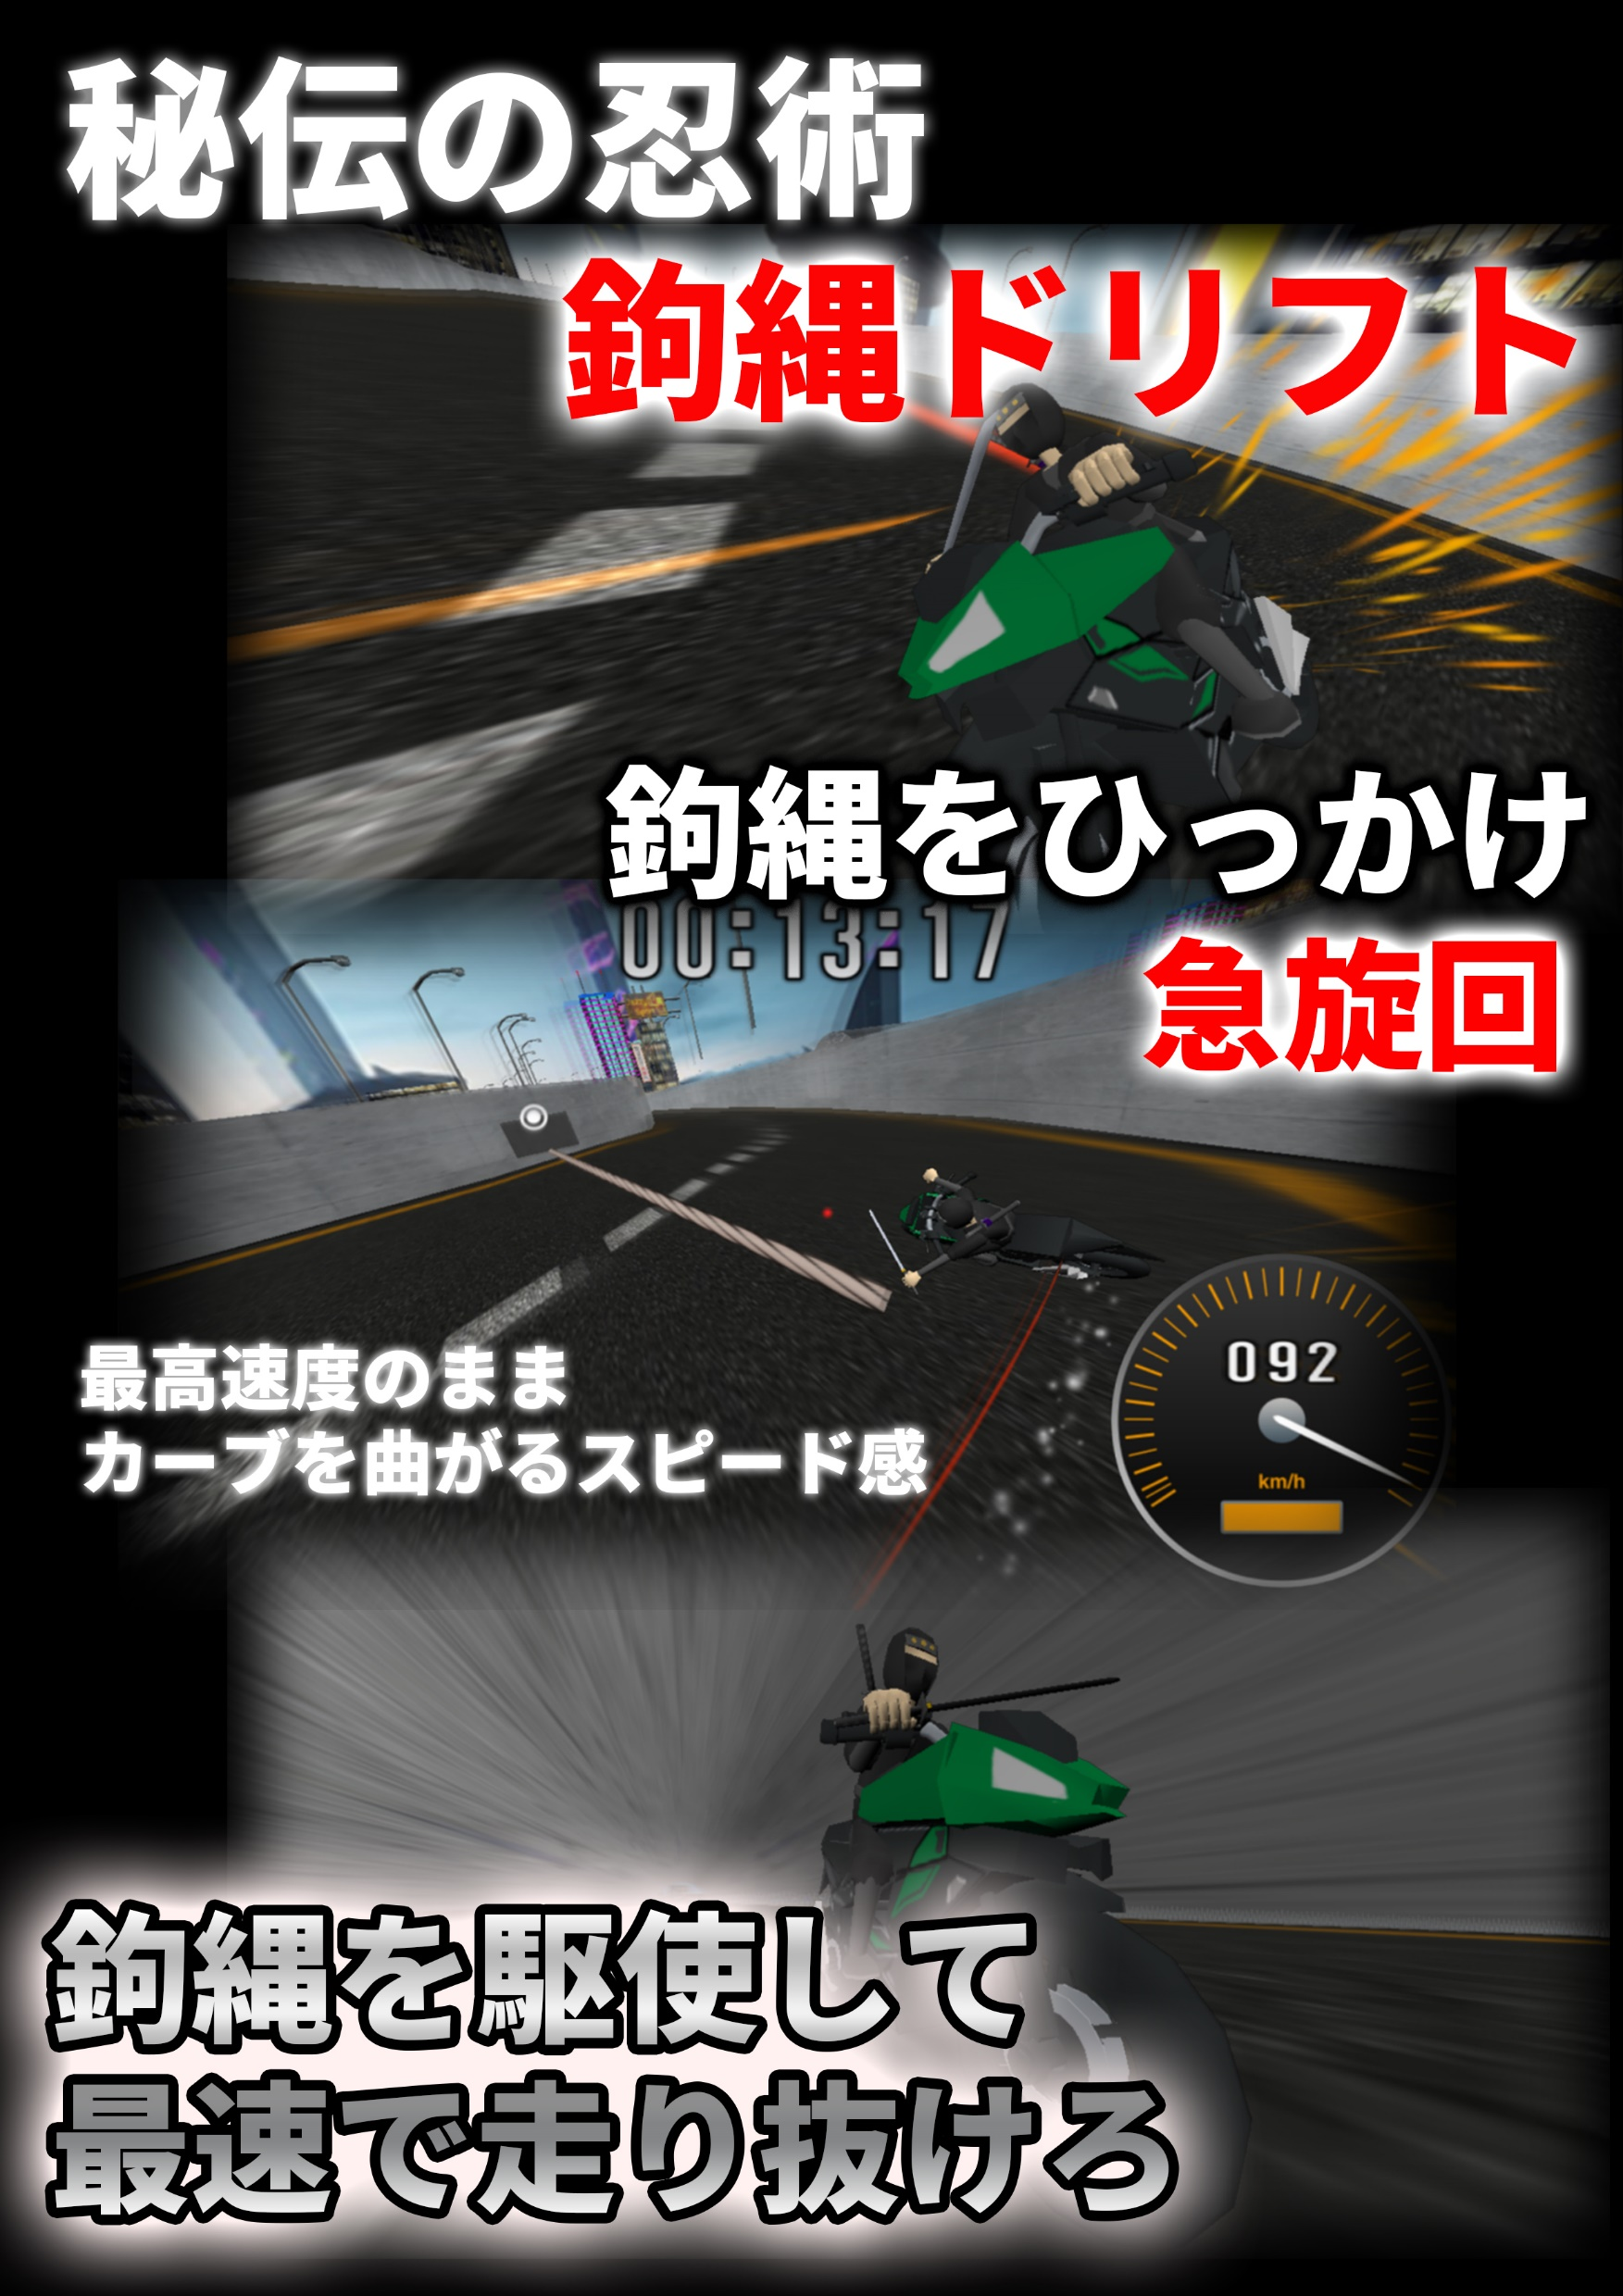 秘伝の忍術
鉤縄ドリフト
鉤縄をひっかけ
00:13:17
急旋回
最高速度のまま
カーブを曲がるスピード感
092
km/h
鉤縄を駆使して
最速で走り抜けろ